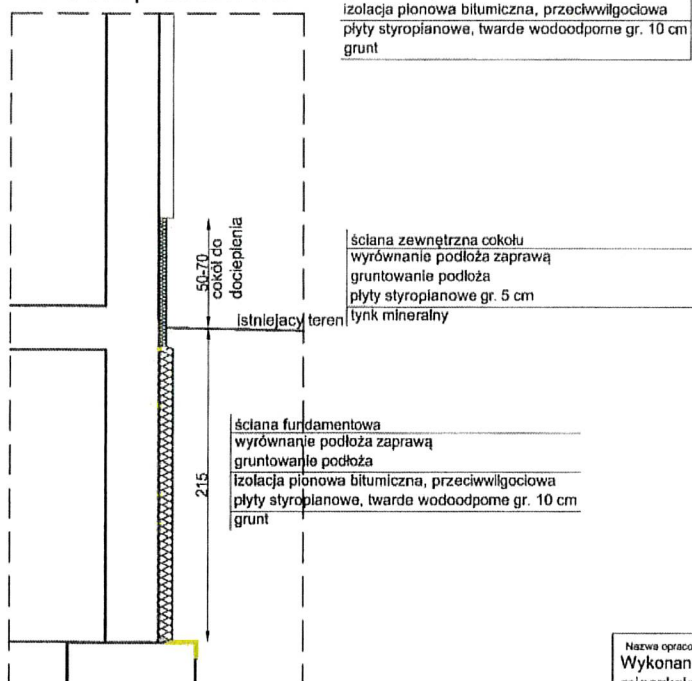 izolacja pionowa bitumiczna, przeciwwilgociowa
płyty styropianowe, twarde wodoodporne gr. 10 cm
grunt
50-70
cokół do
docieplenia
ściana zewnętrzna cokołu
wyrównanie podłoża zaprawą
gruntowanie podłoża
płyty styropianowe gr. 5 cm
tynk mineralny
istniejacy teren
215
ściana fundamentowa
wyrównanie podłoża zaprawą
gruntowanie podłoża
izolacja pionowa bitumiczna, przeciwwilgociowa
płyty styropianowe, twarde wodoodporne gr. 10 cm
grunt
Nazwa opraco
Wykonan